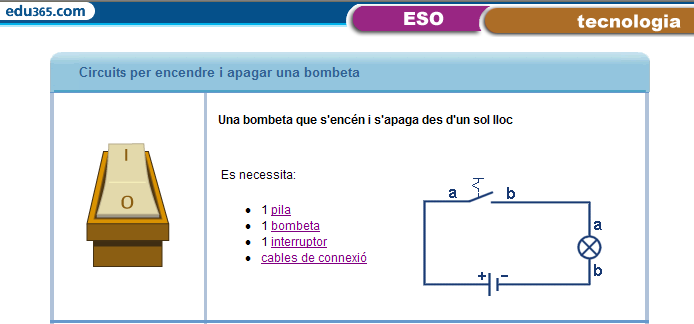 edu365.com
ESO
tecnologia
Circuits per encendre i apagar una bombeta
Una bombeta que s'encén i s'apaga des d'un sol lloc
Es necessita:
1 pila
1 bombeta
1 interruptor
cables de connexió
I
O
a b
a
b
+ −